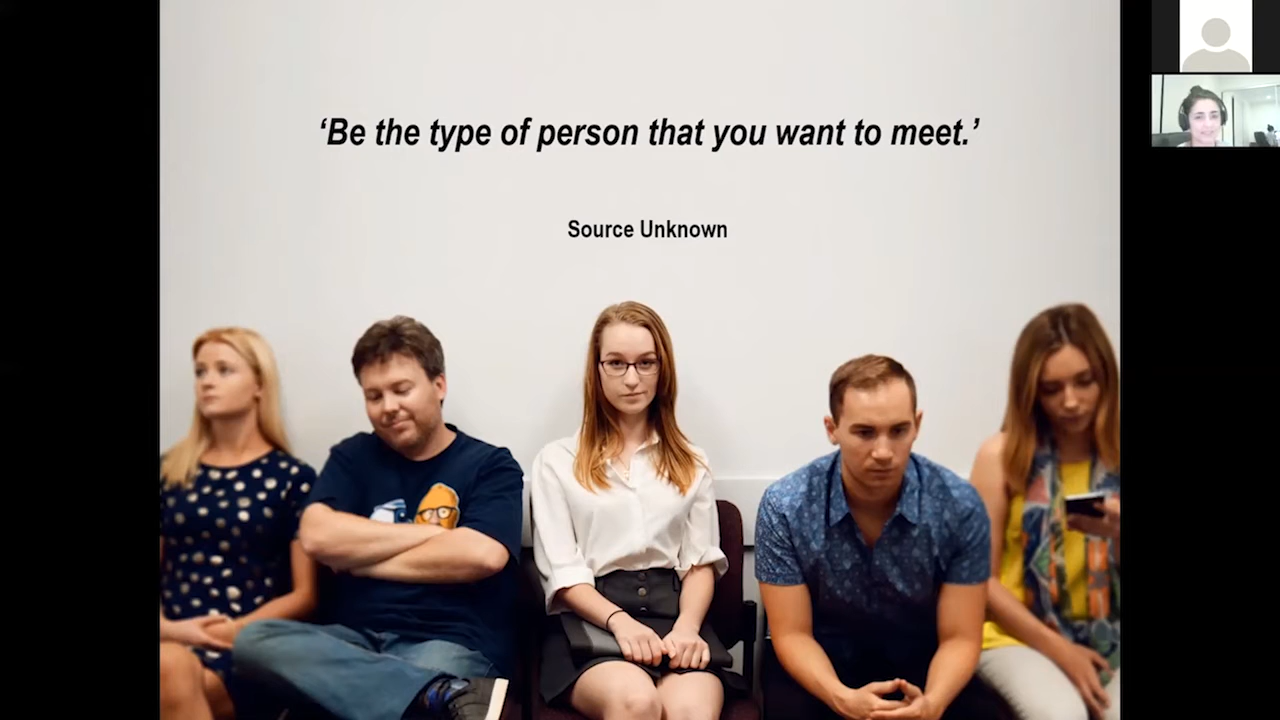 ‘Be the type of person that you want to meet.’
Source Unknown